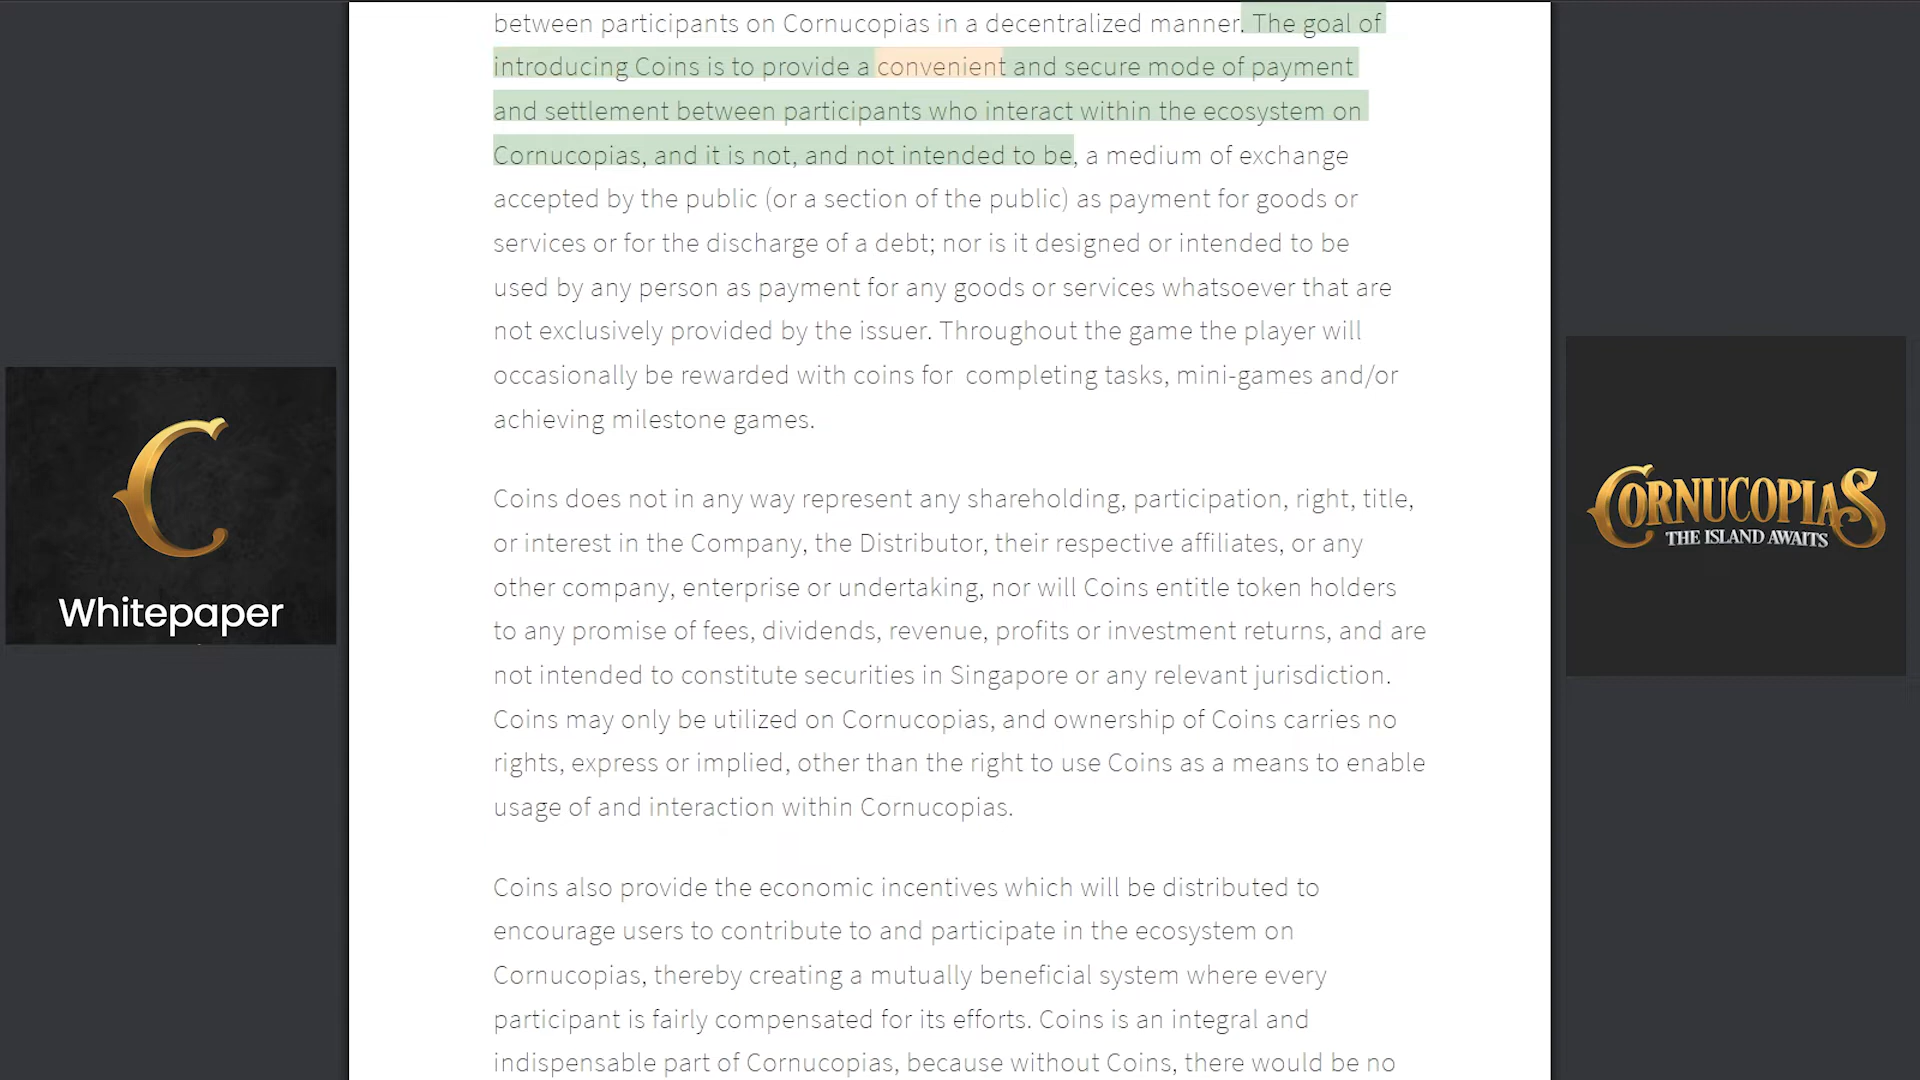 between participants on Cornucopias in a decentralized manner. The goal of
introducing Coins is to provide a convenient and secure mode of payment
and settlement between participants who interact within the ecosystem on
Cornucopias, and it is not, and not intended to be, a medium of exchange
accepted by the public (or a section of the public) as payment for goods or
services or for the discharge of a debt; nor is it designed or intended to be
used by any person as payment for any goods or services whatsoever that are
not exclusively provided by the issuer. Throughout the game the player will
occasionally be rewarded with coins for  completing tasks, mini-games and/or
achieving milestone games.
Coins does not in any way represent any shareholding, participation, right, title,
or interest in the Company, the Distributor, their respective affiliates, or any
other company, enterprise or undertaking, nor will Coins entitle token holders
to any promise of fees, dividends, revenue, profits or investment returns, and are
not intended to constitute securities in Singapore or any relevant jurisdiction.
Coins may only be utilized on Cornucopias, and ownership of Coins carries no
rights, express or implied, other than the right to use Coins as a means to enable
usage of and interaction within Cornucopias.
Coins also provide the economic incentives which will be distributed to
encourage users to contribute to and participate in the ecosystem on
Cornucopias, thereby creating a mutually beneficial system where every
participant is fairly compensated for its efforts. Coins is an integral and
indispensable part of Cornucopias, because without Coins, there would be no
C
Whitepaper
CORNUCOPIAS
THE ISLAND AWAITS